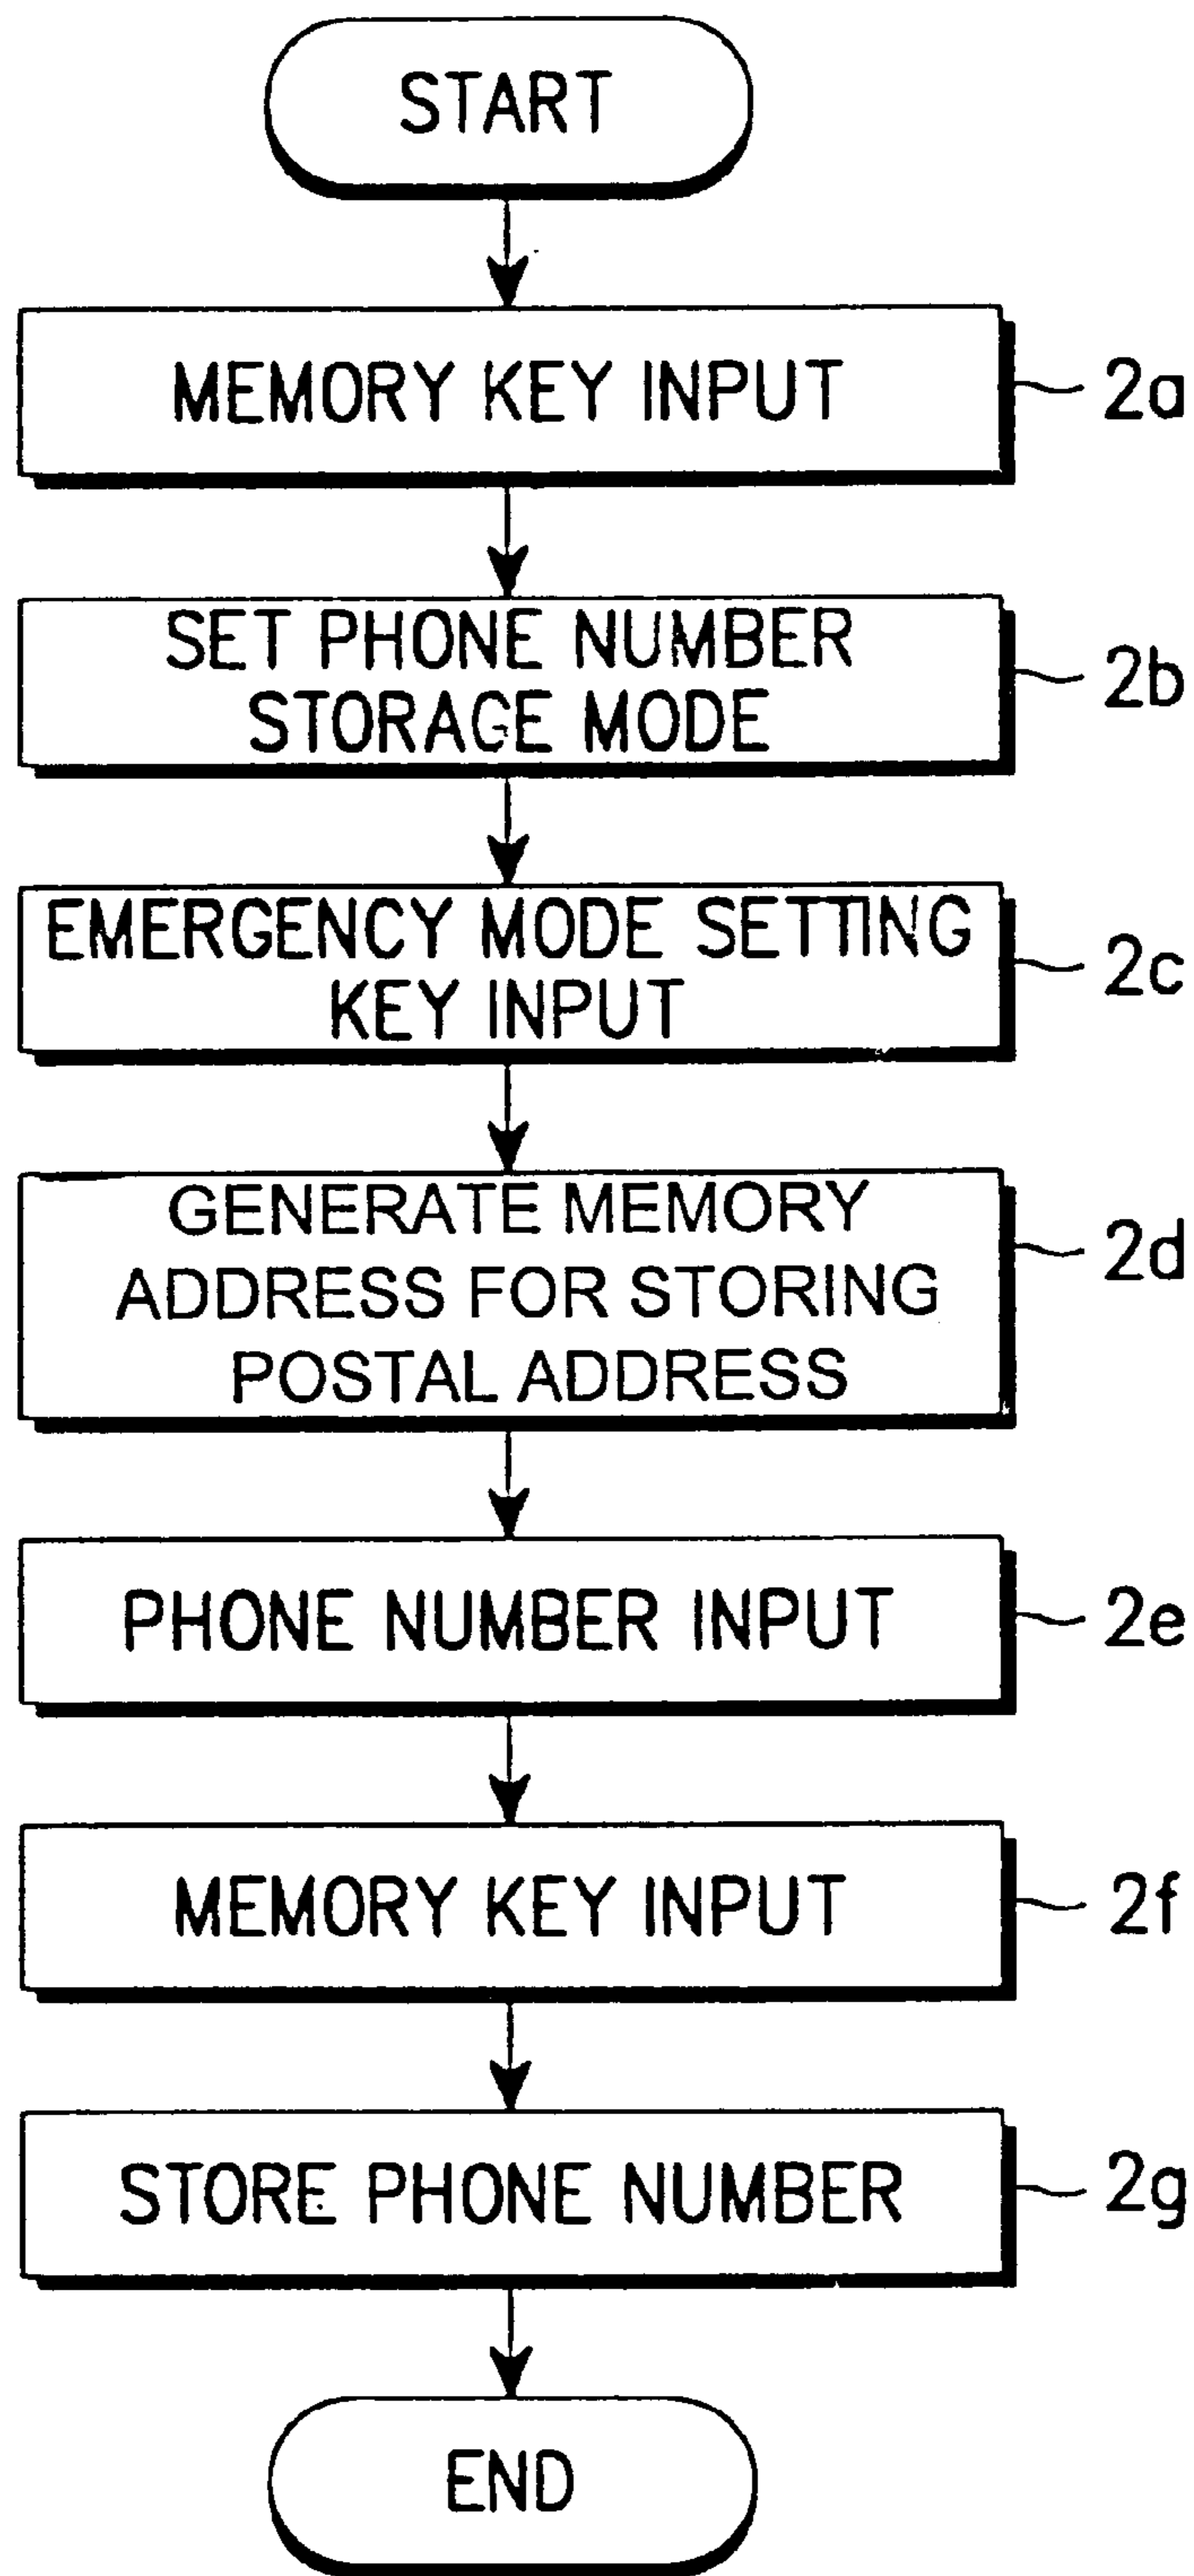 START
MEMORY KEY INPUT
2a
SET PHONE NUMBER
STORAGE MODE
2b
EMERGENCY MODE SETTING
KEY INPUT
2c
GENERATE MEMORY
ADDRESS FOR STORING
POSTAL ADDRESS
2d
PHONE NUMBER INPUT
2e
MEMORY KEY INPUT
2f
STORE PHONE NUMBER
2g
END